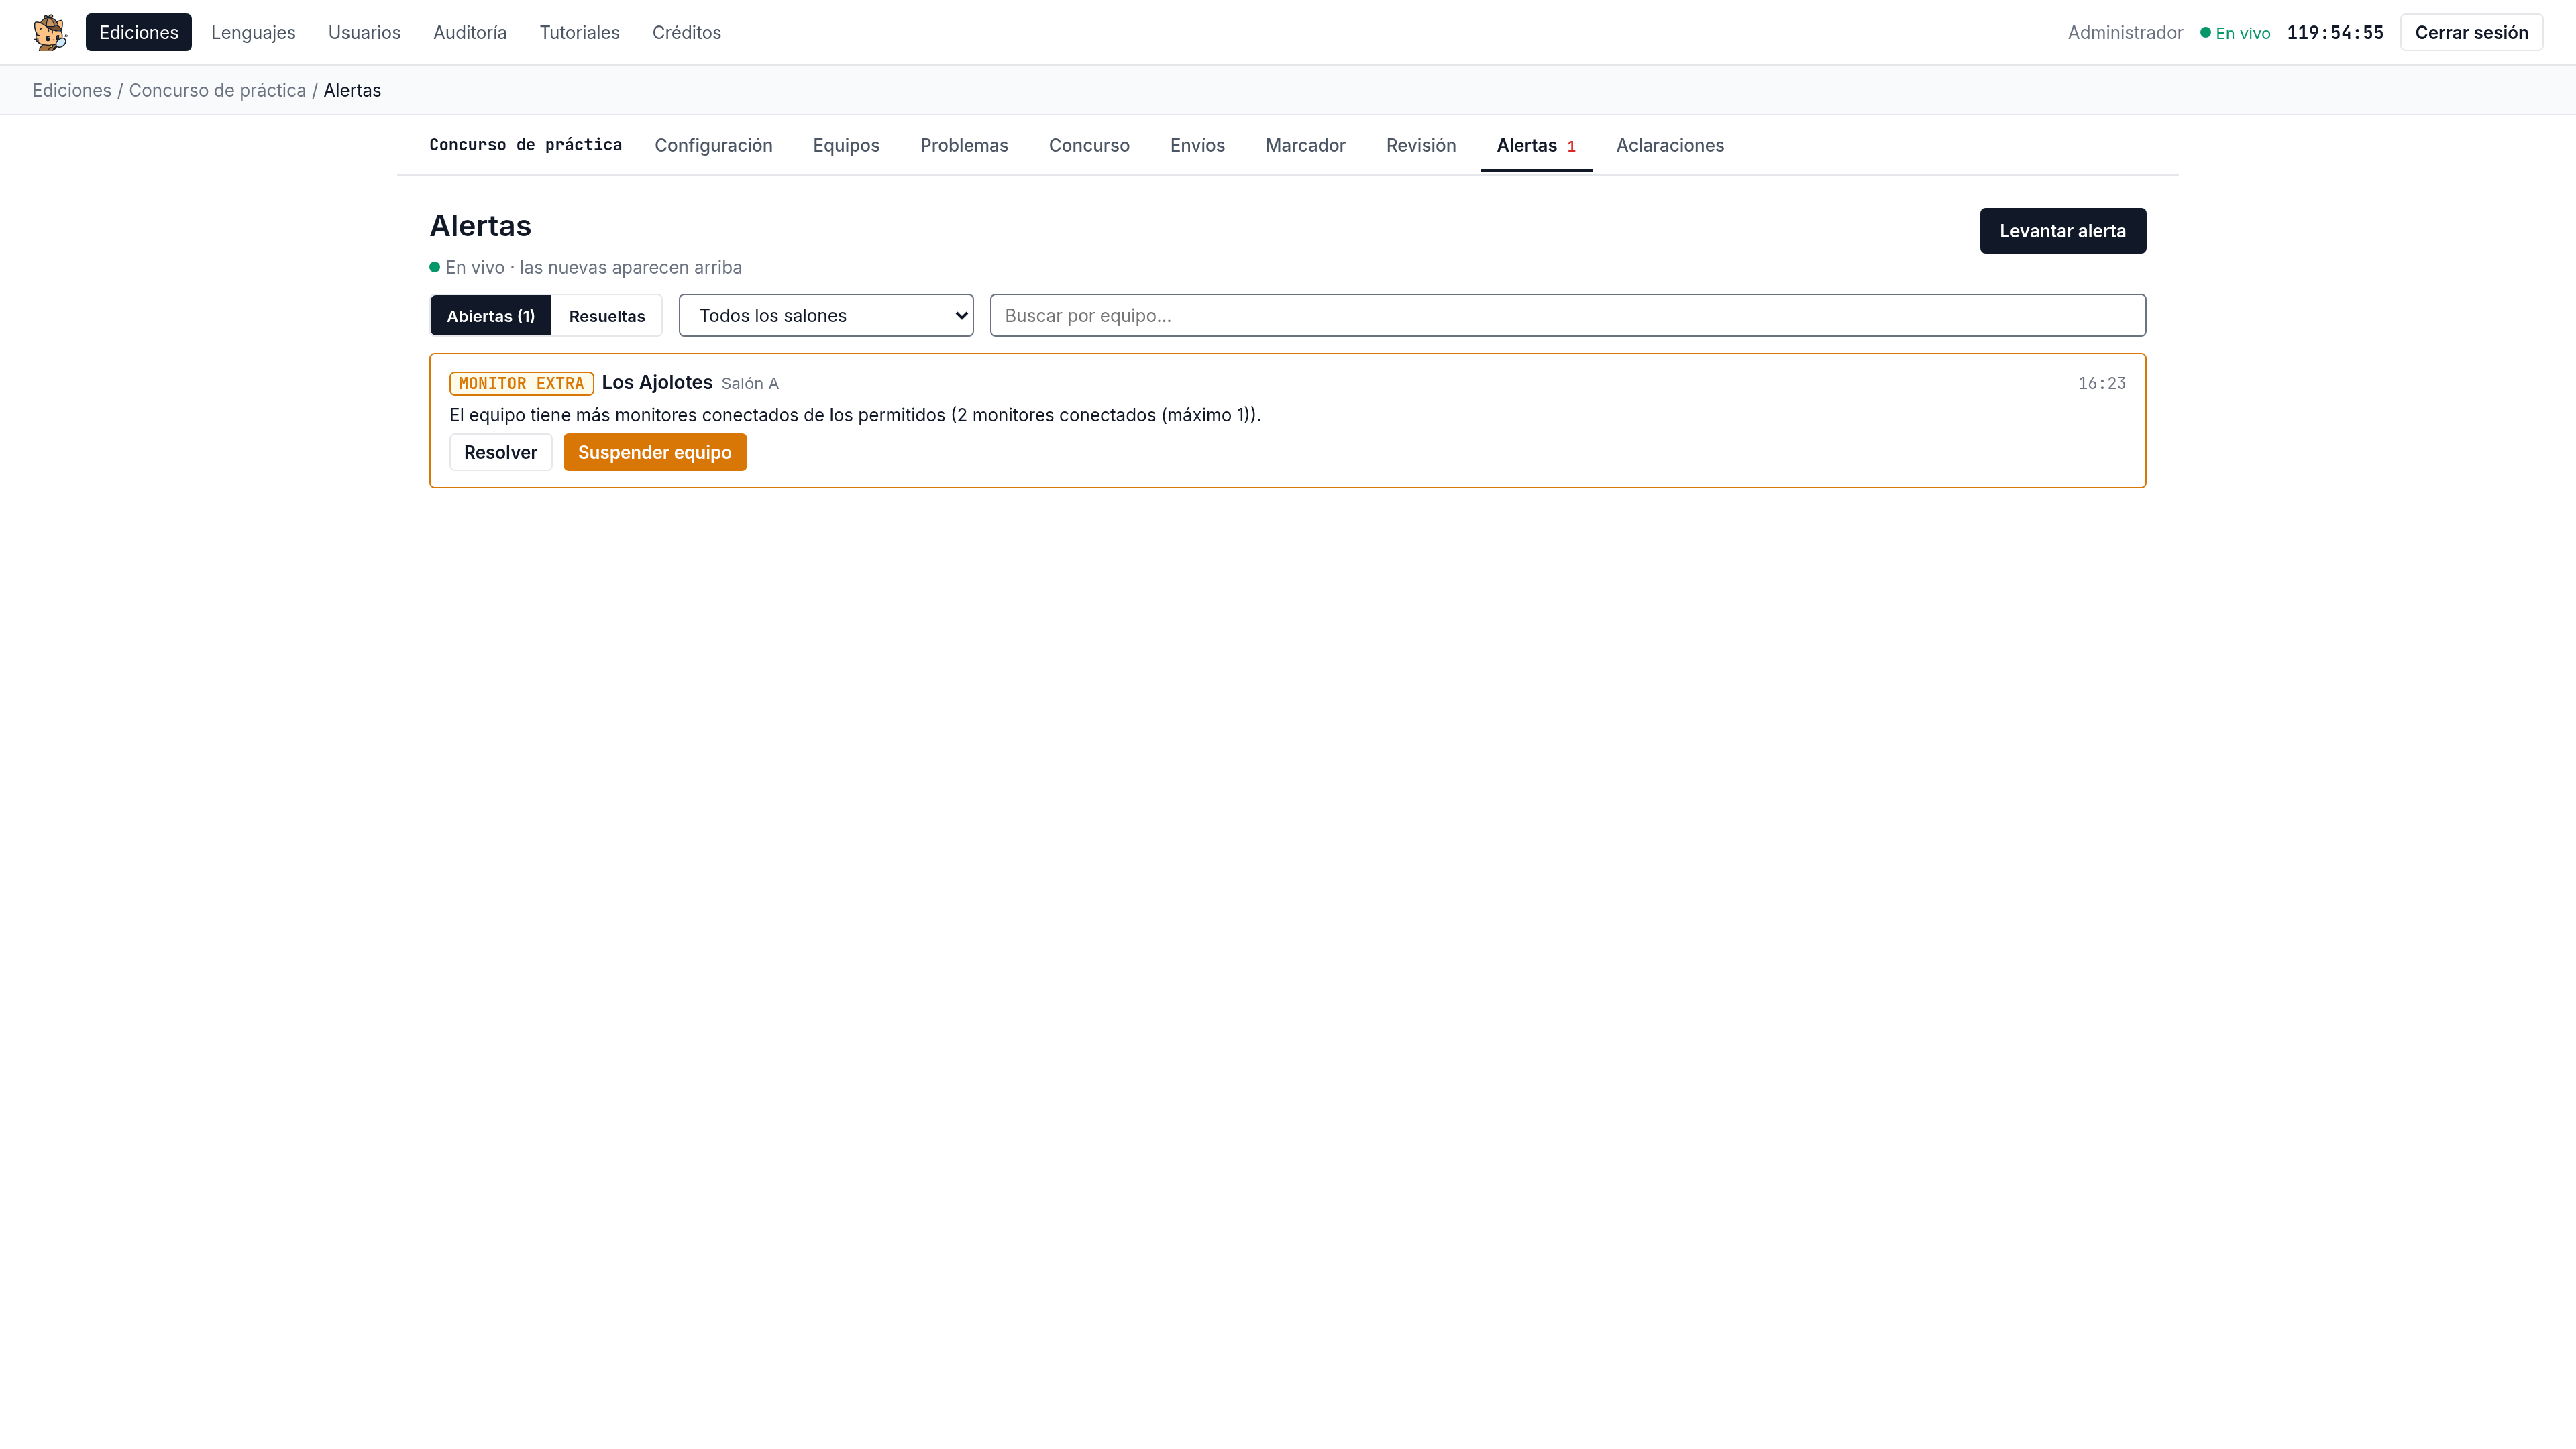 Ediciones Lenguajes Usuarios Auditoría Tutoriales Créditos Administrador En vivo 119:54:55 Cerrar sesión
Ediciones / Concurso de práctica / Alertas
Concurso de práctica Configuración Equipos Problemas Concurso Envíos Marcador Revisión Alertas 1 Aclaraciones
Alertas
Levantar alerta
En vivo · las nuevas aparecen arriba
Abiertas (1) Resueltas Todos los salones Buscar por equipo...
MONITOR EXTRA Los Ajolotes Salón A 16:23
El equipo tiene más monitores conectados de los permitidos (2 monitores conectados (máximo 1)).
Resolver Suspender equipo